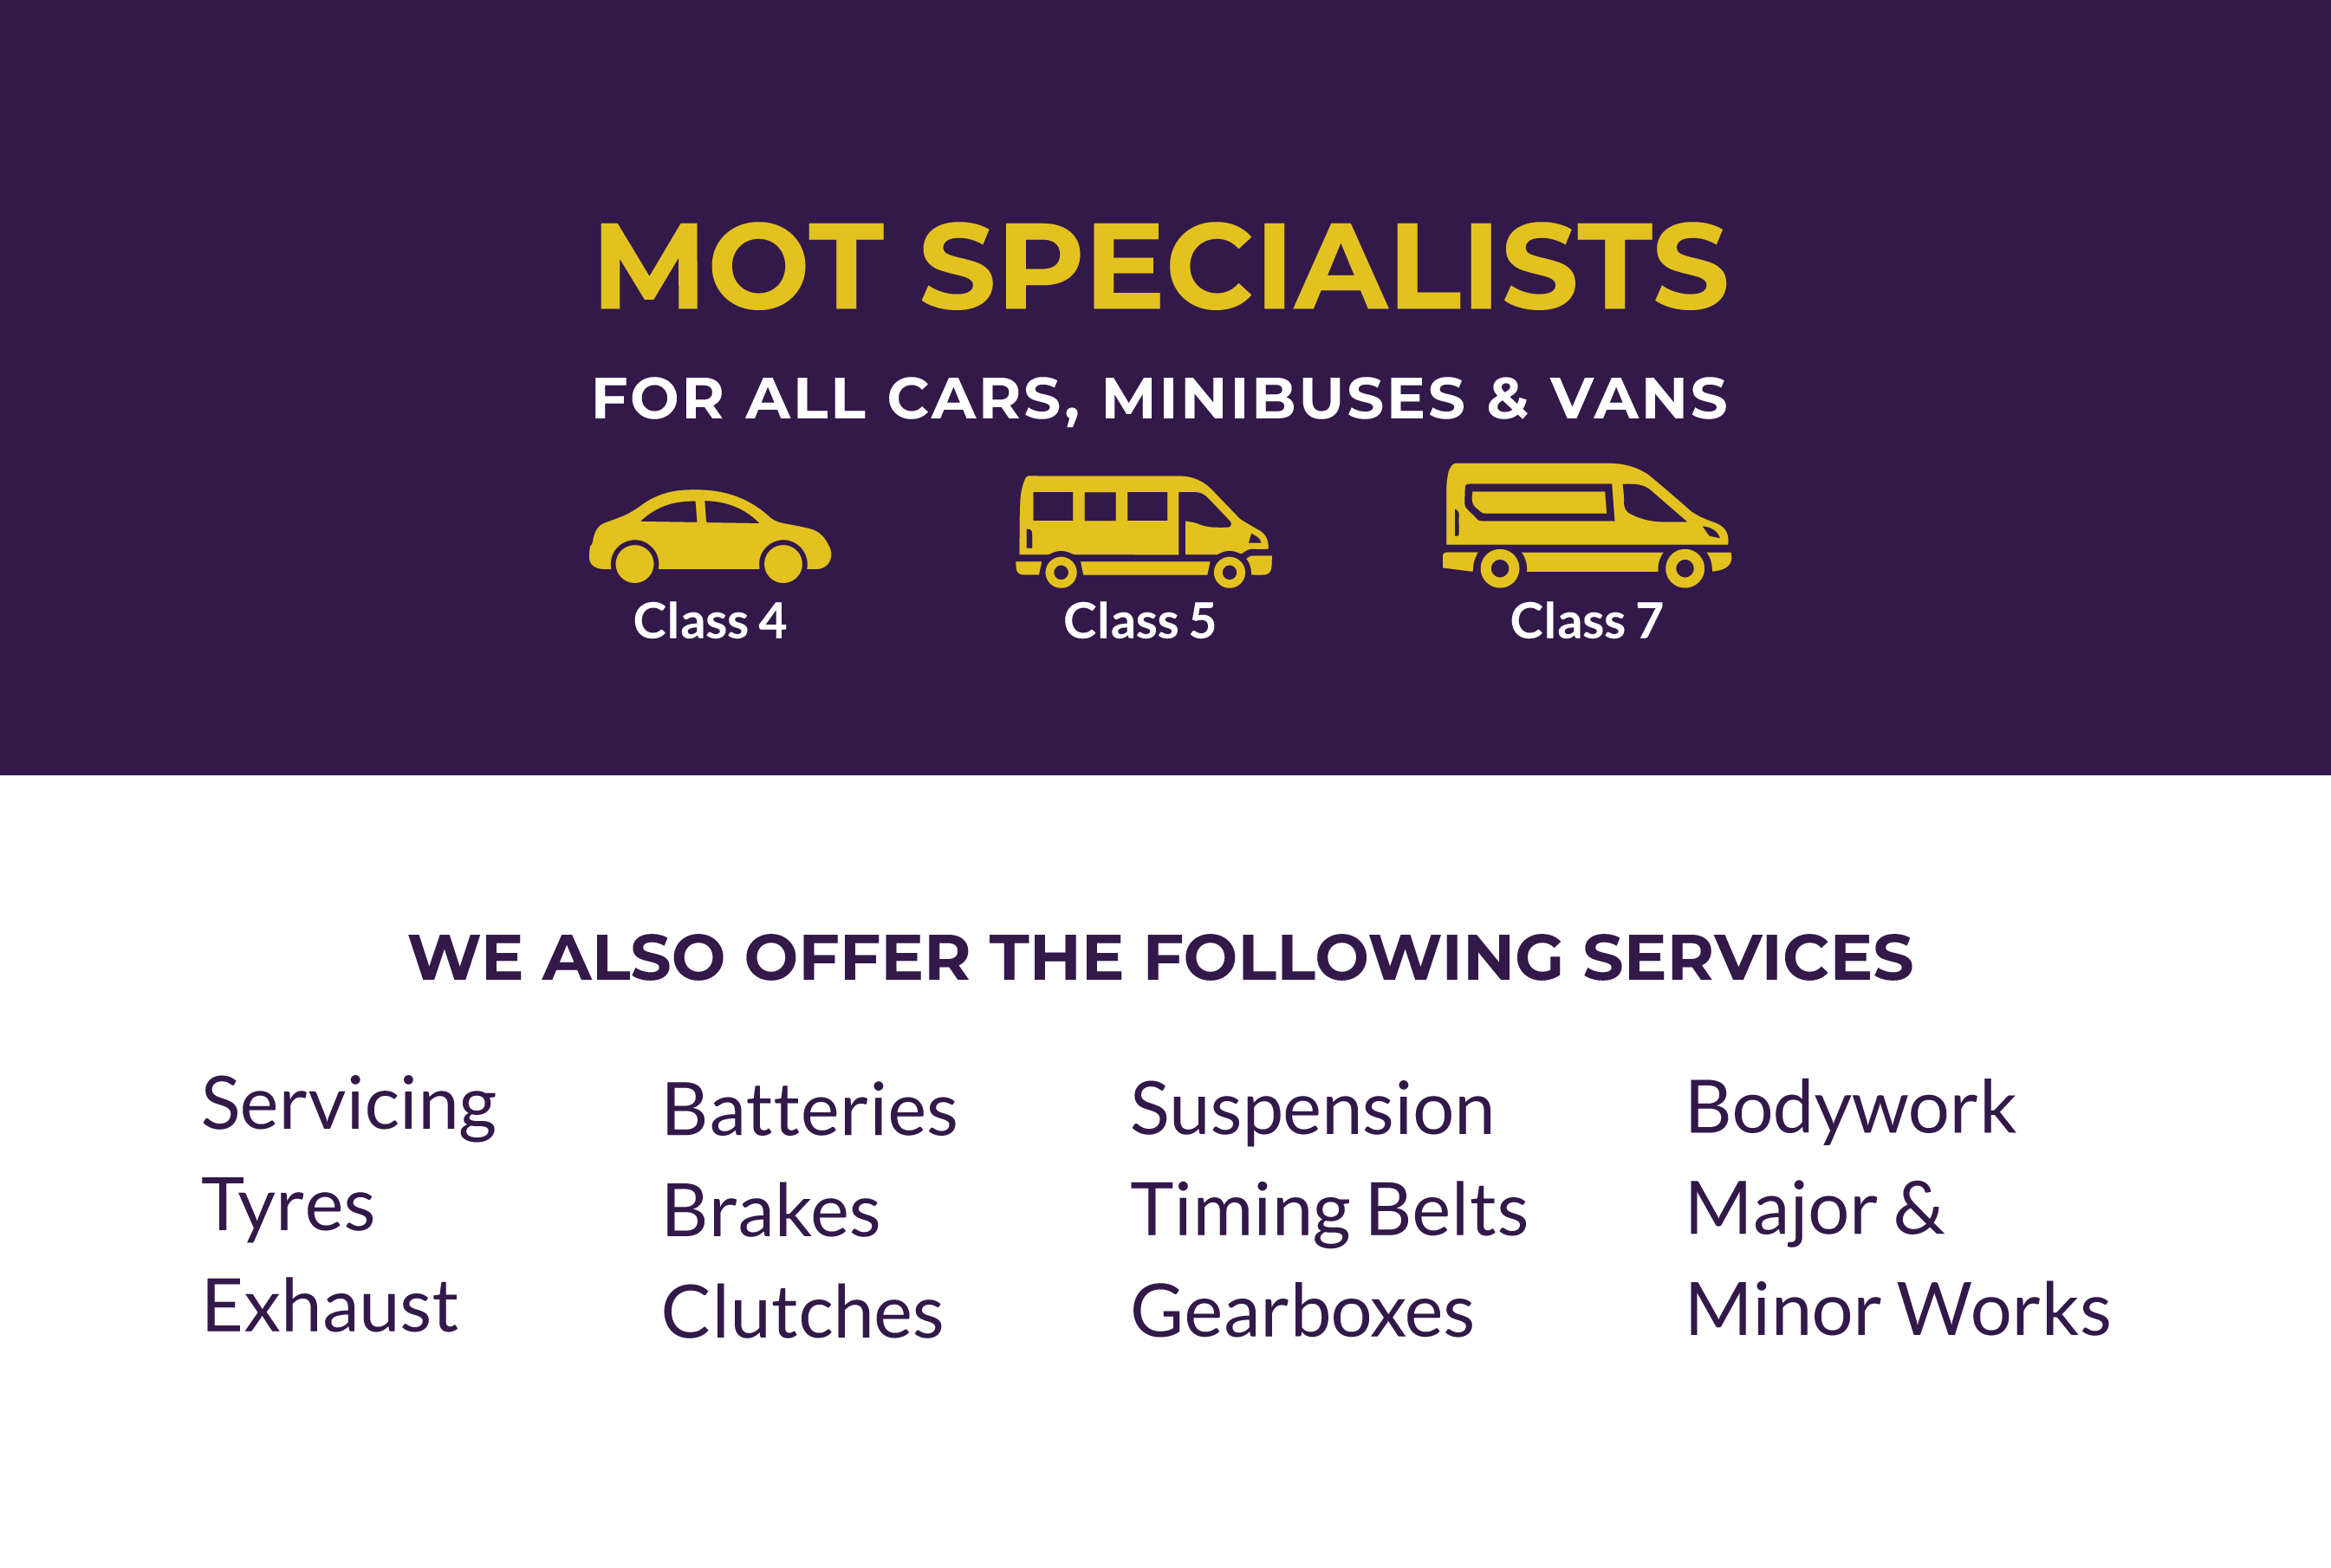 MOT SPECIALISTS
FOR ALL CARS, MINIBUSES & VANS
Class 4
Class 5
Class 7
WE ALSO OFFER THE FOLLOWING SERVICES
Servicing
Tyres
Exhaust
Batteries
Brakes
Clutches
Suspension
Timing Belts
Gearboxes
Bodywork
Major &
Minor Works